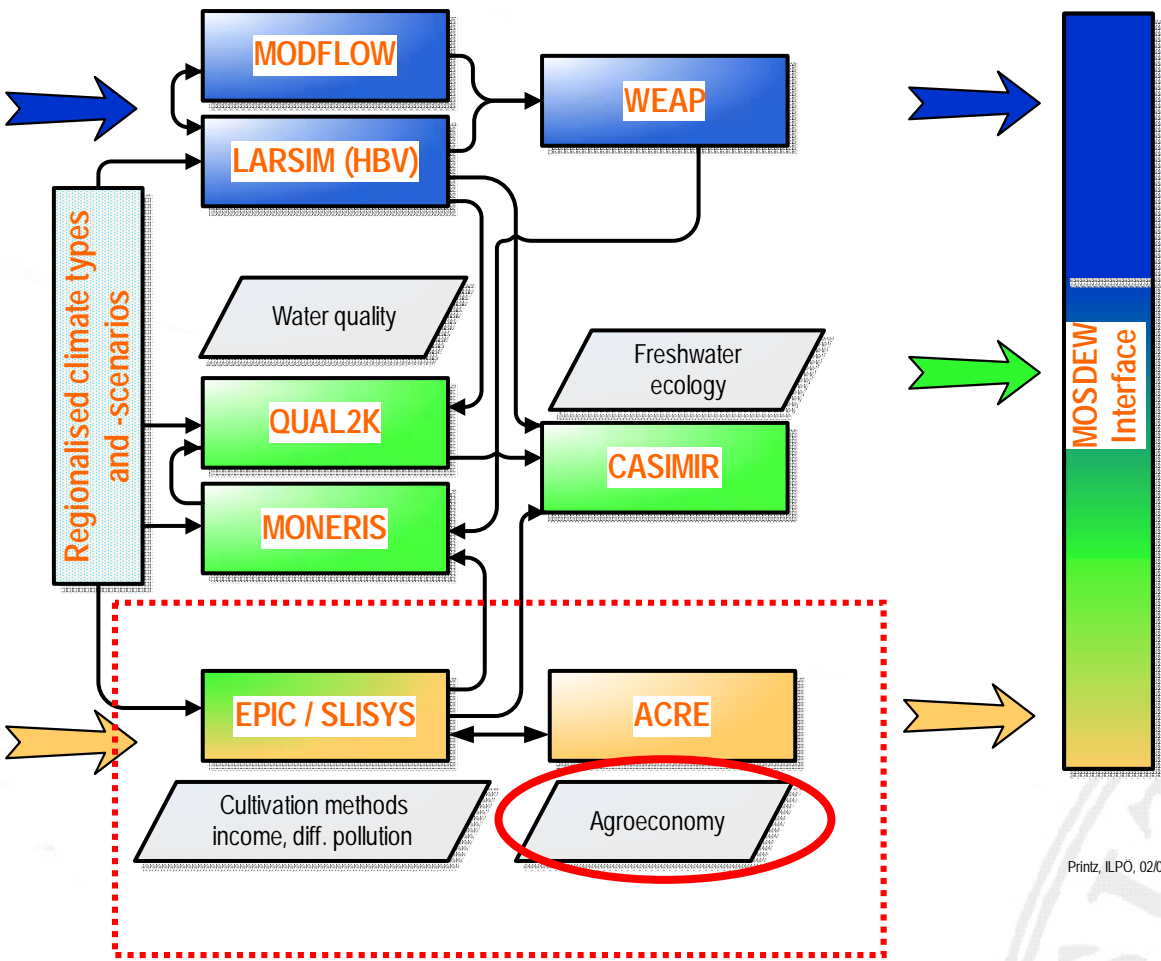 MODFLOW
WEAP
LARSIM (HBV)
Regionalised climate types
and -scenarios
Water quality
Freshwater
ecology
QUAL2K
CASIMIR
MONERIS
MOSDEW
Interface
EPIC / SLISYS
ACRE
Cultivation methods
income, diff. pollution
Agroeconomy
Printz, ILPÖ, 02/0